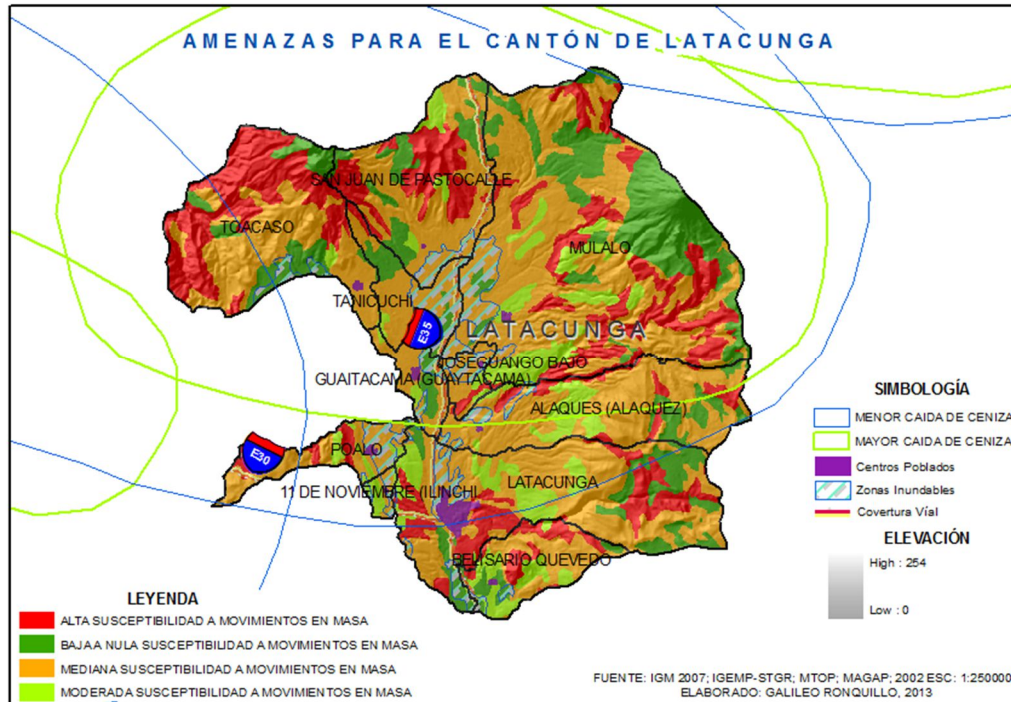 AMENAZAS PARA EL CANTÓN DE LATACUNGA
SAN JUAN DE PASTOCALLE
TOACASO
MULALO
TANICUCHI
E35
LATACUNGA
JOSEGUANGO BAJO
GUAITACAMA (GUAYTACAMA)
ALAQUES (ALAQUEZ)
POALO
E30
11 DE NOVIEMBRE (ILINCHI
LATACUNGA
BELISARIO QUEVEDO
SIMBOLOGÍA
MENOR CAIDA DE CENIZA
MAYOR CAIDA DE CENIZA
Centros Poblados
Zonas Inundables
Covertura Víal
ELEVACIÓN
High : 254
Low : 0
LEYENDA
ALTA SUSCEPTIBILIDAD A MOVIMIENTOS EN MASA
BAJA A NULA SUSCEPTIBILIDAD A MOVIMIENTOS EN MASA
MEDIANA SUSCEPTIBILIDAD A MOVIMIENTOS EN MASA
MODERADA SUSCEPTIBILIDAD A MOVIMIENTOS EN MASA
FUENTE: IGM 2007; IGEMP-STGR; MTOP; MAGAP; 2002 ESC: 1:250000
ELABORADO: GALILEO RONQUILLO, 2013